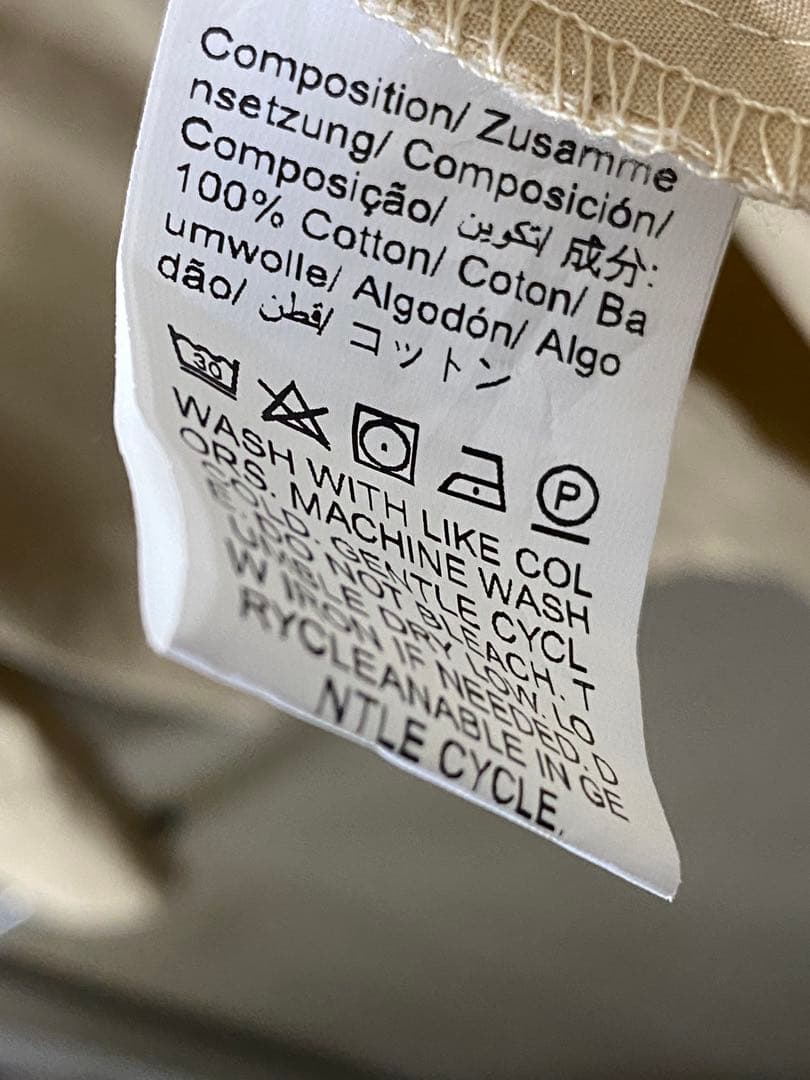 Composition/ Zusamme
nsetzung/ Composición/
Composição/ تكوين/ 成分:
100% Cotton/ Coton/ Ba
umwolle/ Algodón/ Algo
dão/ قطن/ コットン
30 P
WASH WITH LIKE COL
ORS. MACHINE WASH
COLD. GENTLE CYCL
E. DO NOT BLEACH. T
UMBLE DRY LOW. LO
W IRON IF NEEDED. D
RYCLEANABLE IN GE
NTLE CYCLE.